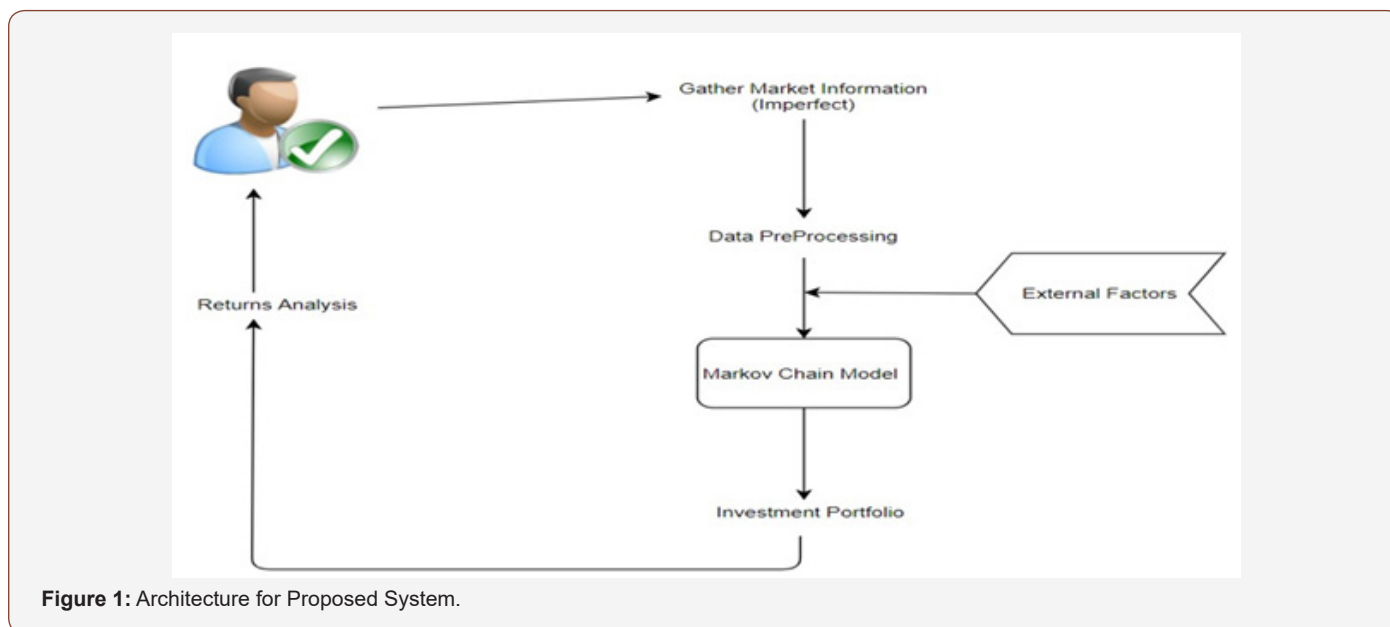 Gather Market Information
(Imperfect)
Data PreProcessing
External Factors
Returns Analysis
Markov Chain Model
Investment Portfolio
Figure 1: Architecture for Proposed System.